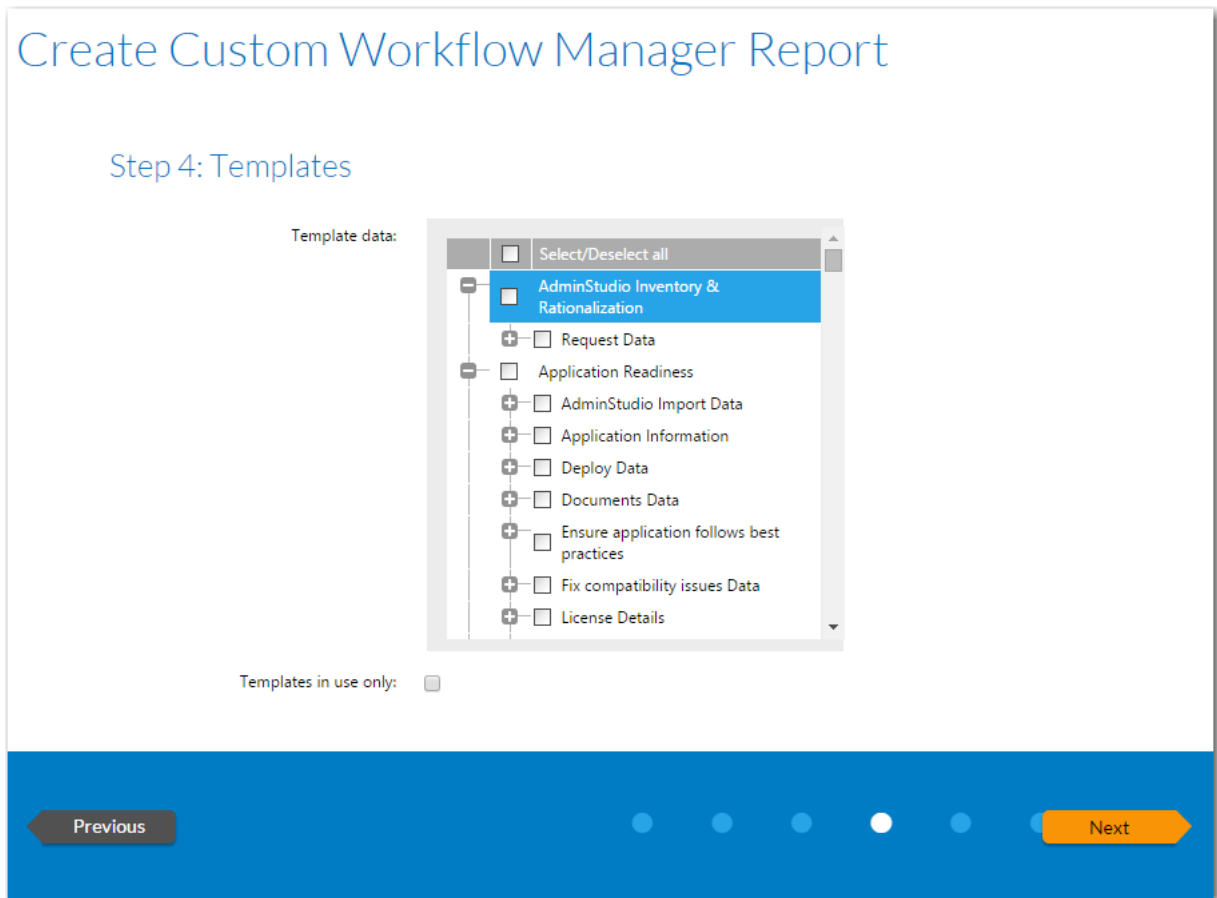 Create Custom Workflow Manager Report
Step 4: Templates
Template data:
Select/Deselect all
AdminStudio Inventory &
Rationalization
Request Data
Application Readiness
AdminStudio Import Data
Application Information
Deploy Data
Documents Data
Ensure application follows best
practices
Fix compatibility issues Data
License Details
Templates in use only:
Previous
Next